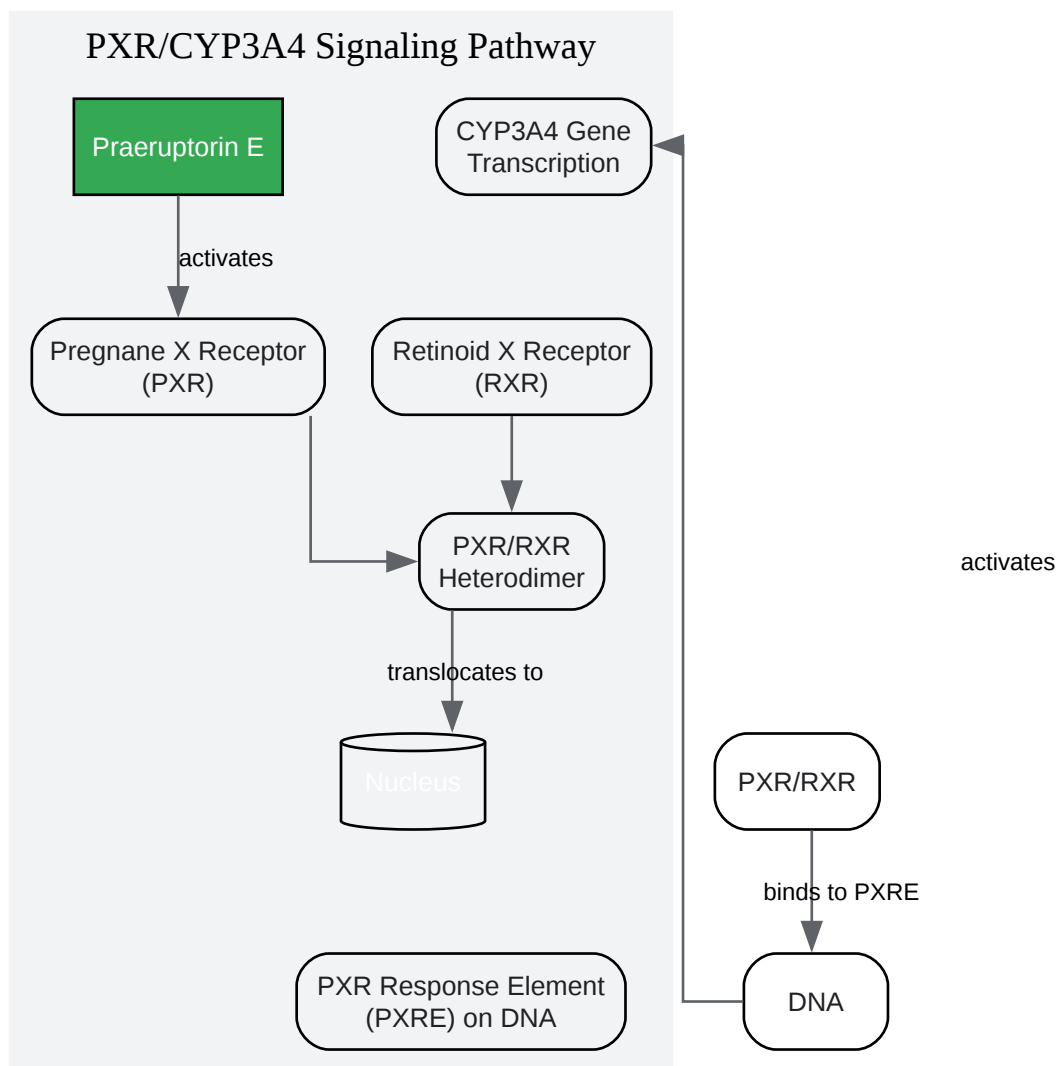 PXR/CYP3A4 Signaling Pathway
Praeruptorin E
CYP3A4 Gene
Transcription
activates
Pregnane X Receptor
(PXR)
Retinoid X Receptor
(RXR)
PXR/RXR
Heterodimer
activates
translocates to
Nucleus
PXR/RXR
binds to PXRE
PXR Response Element
(PXRE) on DNA
DNA